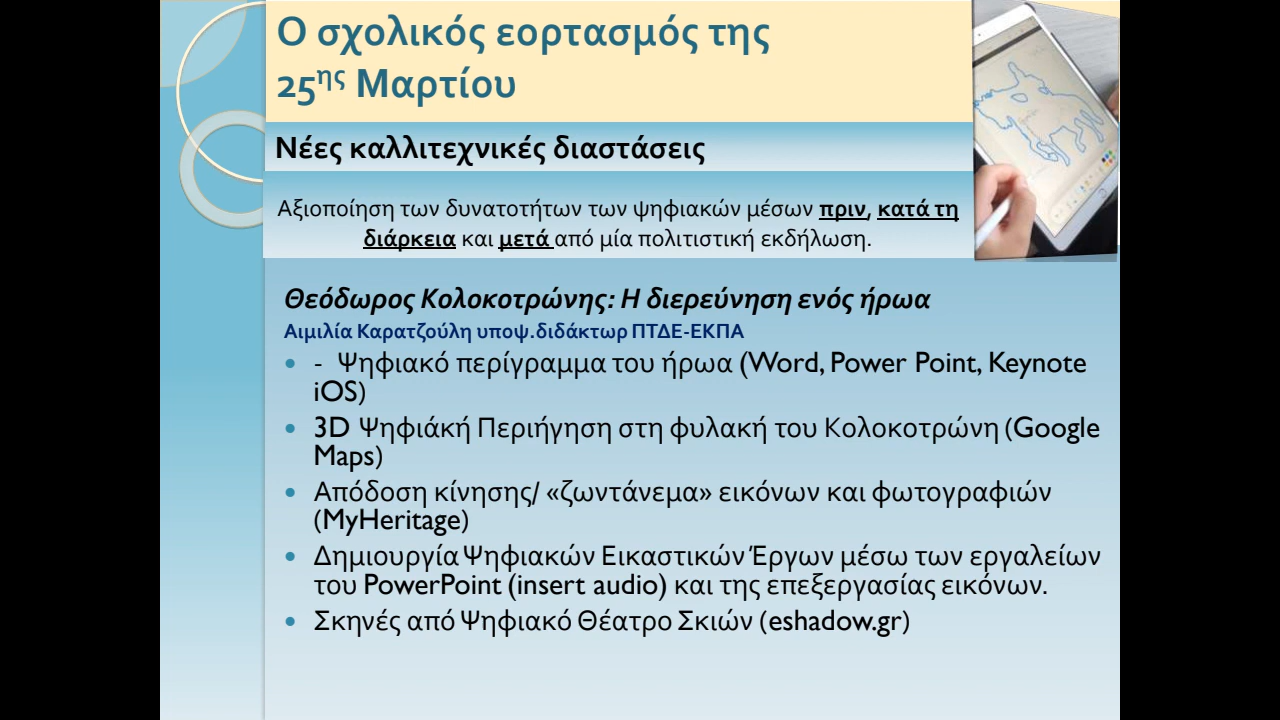 Ο σχολικός εορτασμός της
25ης Μαρτίου
Νέες καλλιτεχνικές διαστάσεις
Αξιοποίηση των δυνατοτήτων των ψηφιακών μέσων πριν, κατά τη
διάρκεια και μετά από μία πολιτιστική εκδήλωση.
Θεόδωρος Κολοκοτρώνης: Η διερεύνηση ενός ήρωα
Αιμιλία Καρατζούλη υποψ.διδάκτωρ ΠΤΔΕ-ΕΚΠΑ
• - Ψηφιακό περίγραμμα του ήρωα (Word, Power Point, Keynote
iOS)
• 3D Ψηφιάκή Περιήγηση στη φυλακή του Κολοκοτρώνη (Google
Maps)
• Απόδοση κίνησης/ «ζωντάνεμα» εικόνων και φωτογραφιών
(MyHeritage)
• Δημιουργία Ψηφιακών Εικαστικών Έργων μέσω των εργαλείων
του PowerPoint (insert audio) και της επεξεργασίας εικόνων.
• Σκηνές από Ψηφιακό Θέατρο Σκιών (eshadow.gr)